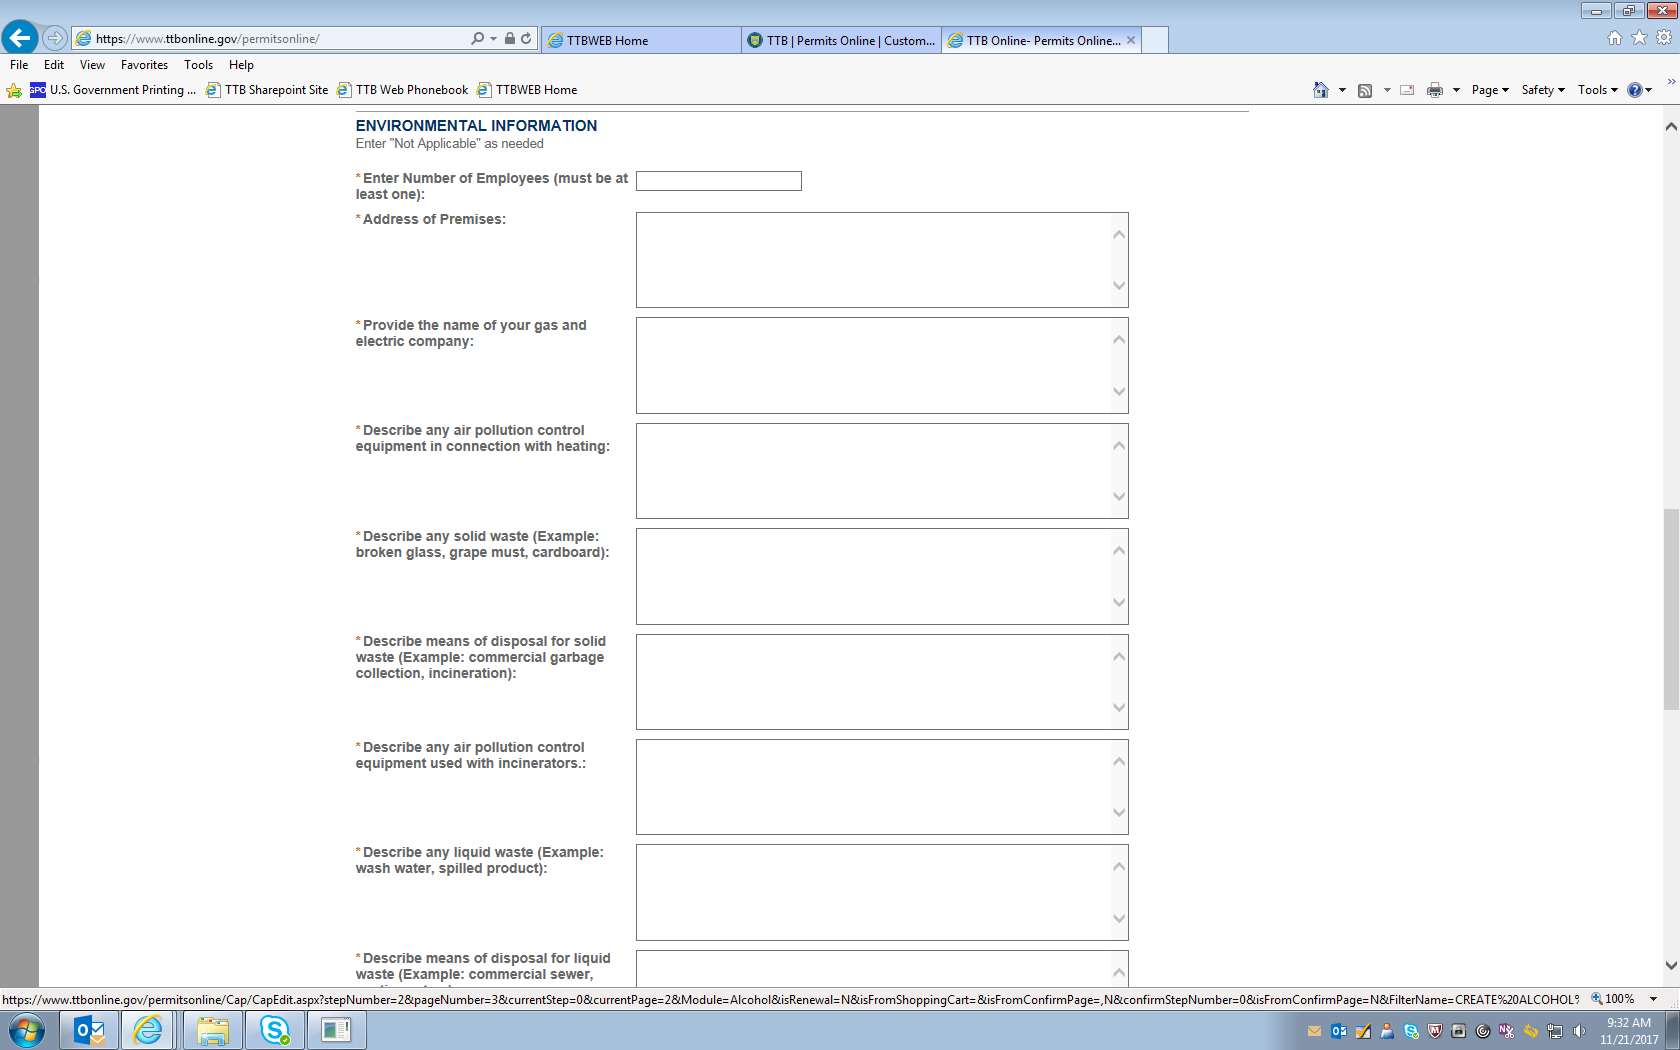 https://www.ttbonline.gov/permitsonline/
TTBWEB Home
TTB | Permits Online | Custom...
TTB Online- Permits Online...
File Edit View Favorites Tools Help
GPO U.S. Government Printing ... TTB Sharepoint Site TTB Web Phonebook TTBWEB Home
Page Safety Tools
ENVIRONMENTAL INFORMATION
Enter "Not Applicable" as needed
*Enter Number of Employees (must be at
least one):
*Address of Premises:
*Provide the name of your gas and
electric company:
*Describe any air pollution control
equipment in connection with heating:
*Describe any solid waste (Example:
broken glass, grape must, cardboard):
*Describe means of disposal for solid
waste (Example: commercial garbage
collection, incineration):
*Describe any air pollution control
equipment used with incinerators.:
*Describe any liquid waste (Example:
wash water, spilled product):
*Describe means of disposal for liquid
waste (Example: commercial sewer,
https://www.ttbonline.gov/permitsonline/Cap/CapEdit.aspx?stepNumber=2&pageNumber=3&currentStep=0&currentPage=2&Module=Alcohol&isRenewal=N&isFromShoppingCart=&isFromConfirmPage=,N&confirmStepNumber=0&isFromConfirmPage=N&FilterName=CREATE%20ALCOHOL%
100%
9:32 AM
11/21/2017